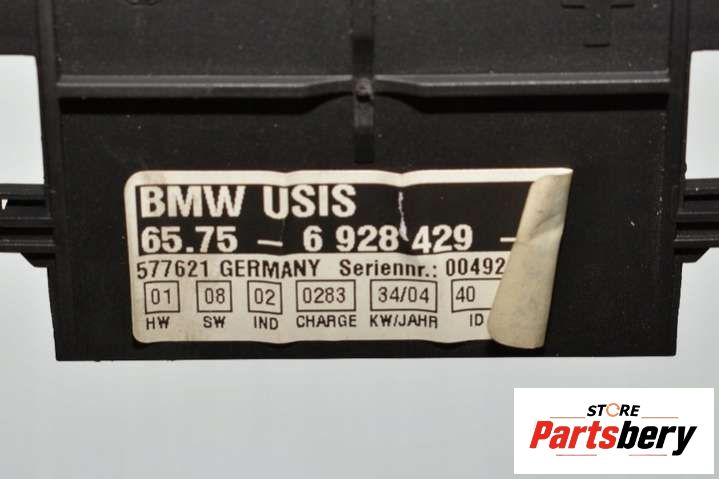 BMW USIS
65.75 - 6 928 429 -
577621 GERMANY Seriennr.: 00492
01 08 02 0283 34/04 40
HW SW IND CHARGE KW/JAHR ID
STORE
Partsbery